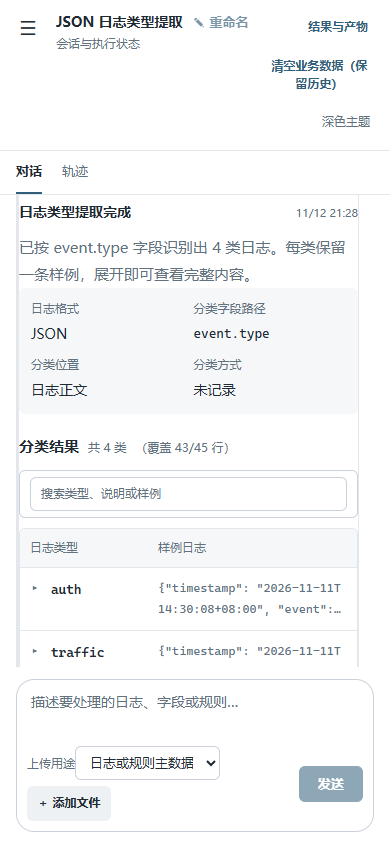 JSON 日志类型提取 重命名
会话与执行状态
结果与产物
清空业务数据（保
留历史）
深色主题
对话 轨迹
日志类型提取完成 11/12 21:28
已按 event.type 字段识别出 4 类日志。每类保留
一条样例，展开即可查看完整内容。
日志格式 分类字段路径
JSON event.type
分类位置 分类方式
日志正文 未记录
分类结果 共 4 类 （覆盖 43/45 行）
搜索类型、说明或样例
日志类型 样例日志
auth {"timestamp": "2026-11-11T
14:30:08+08:00", "event":…
traffic {"timestamp": "2026-11-11T
描述要处理的日志、字段或规则...
上传用途 日志或规则主数据
+ 添加文件
发送